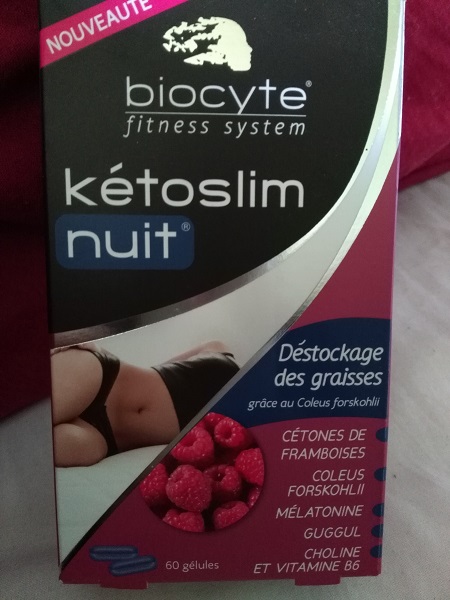 NOUVEAUTÉ
biocyte®
fitness system
kétoslim
nuit®
Déstockage
des graisses
grâce au Coleus forskohlii
CÉTONES DE
FRAMBOISES
COLEUS
FORSKOHLII
MÉLATONINE
GUGGUL
CHOLINE
ET VITAMINE B6
60 gélules